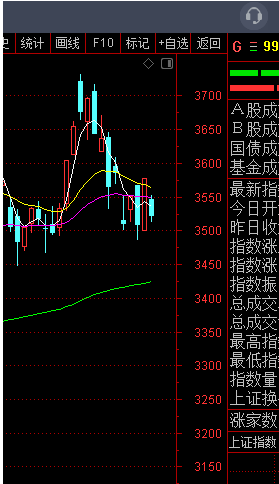 统计 画线 F10 标记 +自选 返回
G 三 99
3700
3650
3600
3550
3500
3450
3400
3350
3300
3250
3200
3150
A股成
B股成
国债成
基金成
最新指
今日开
昨日收
指数涨
指数涨
指数振
总成交
总成交
最高指
最低指
指数量
上证换
涨家数
上证指数